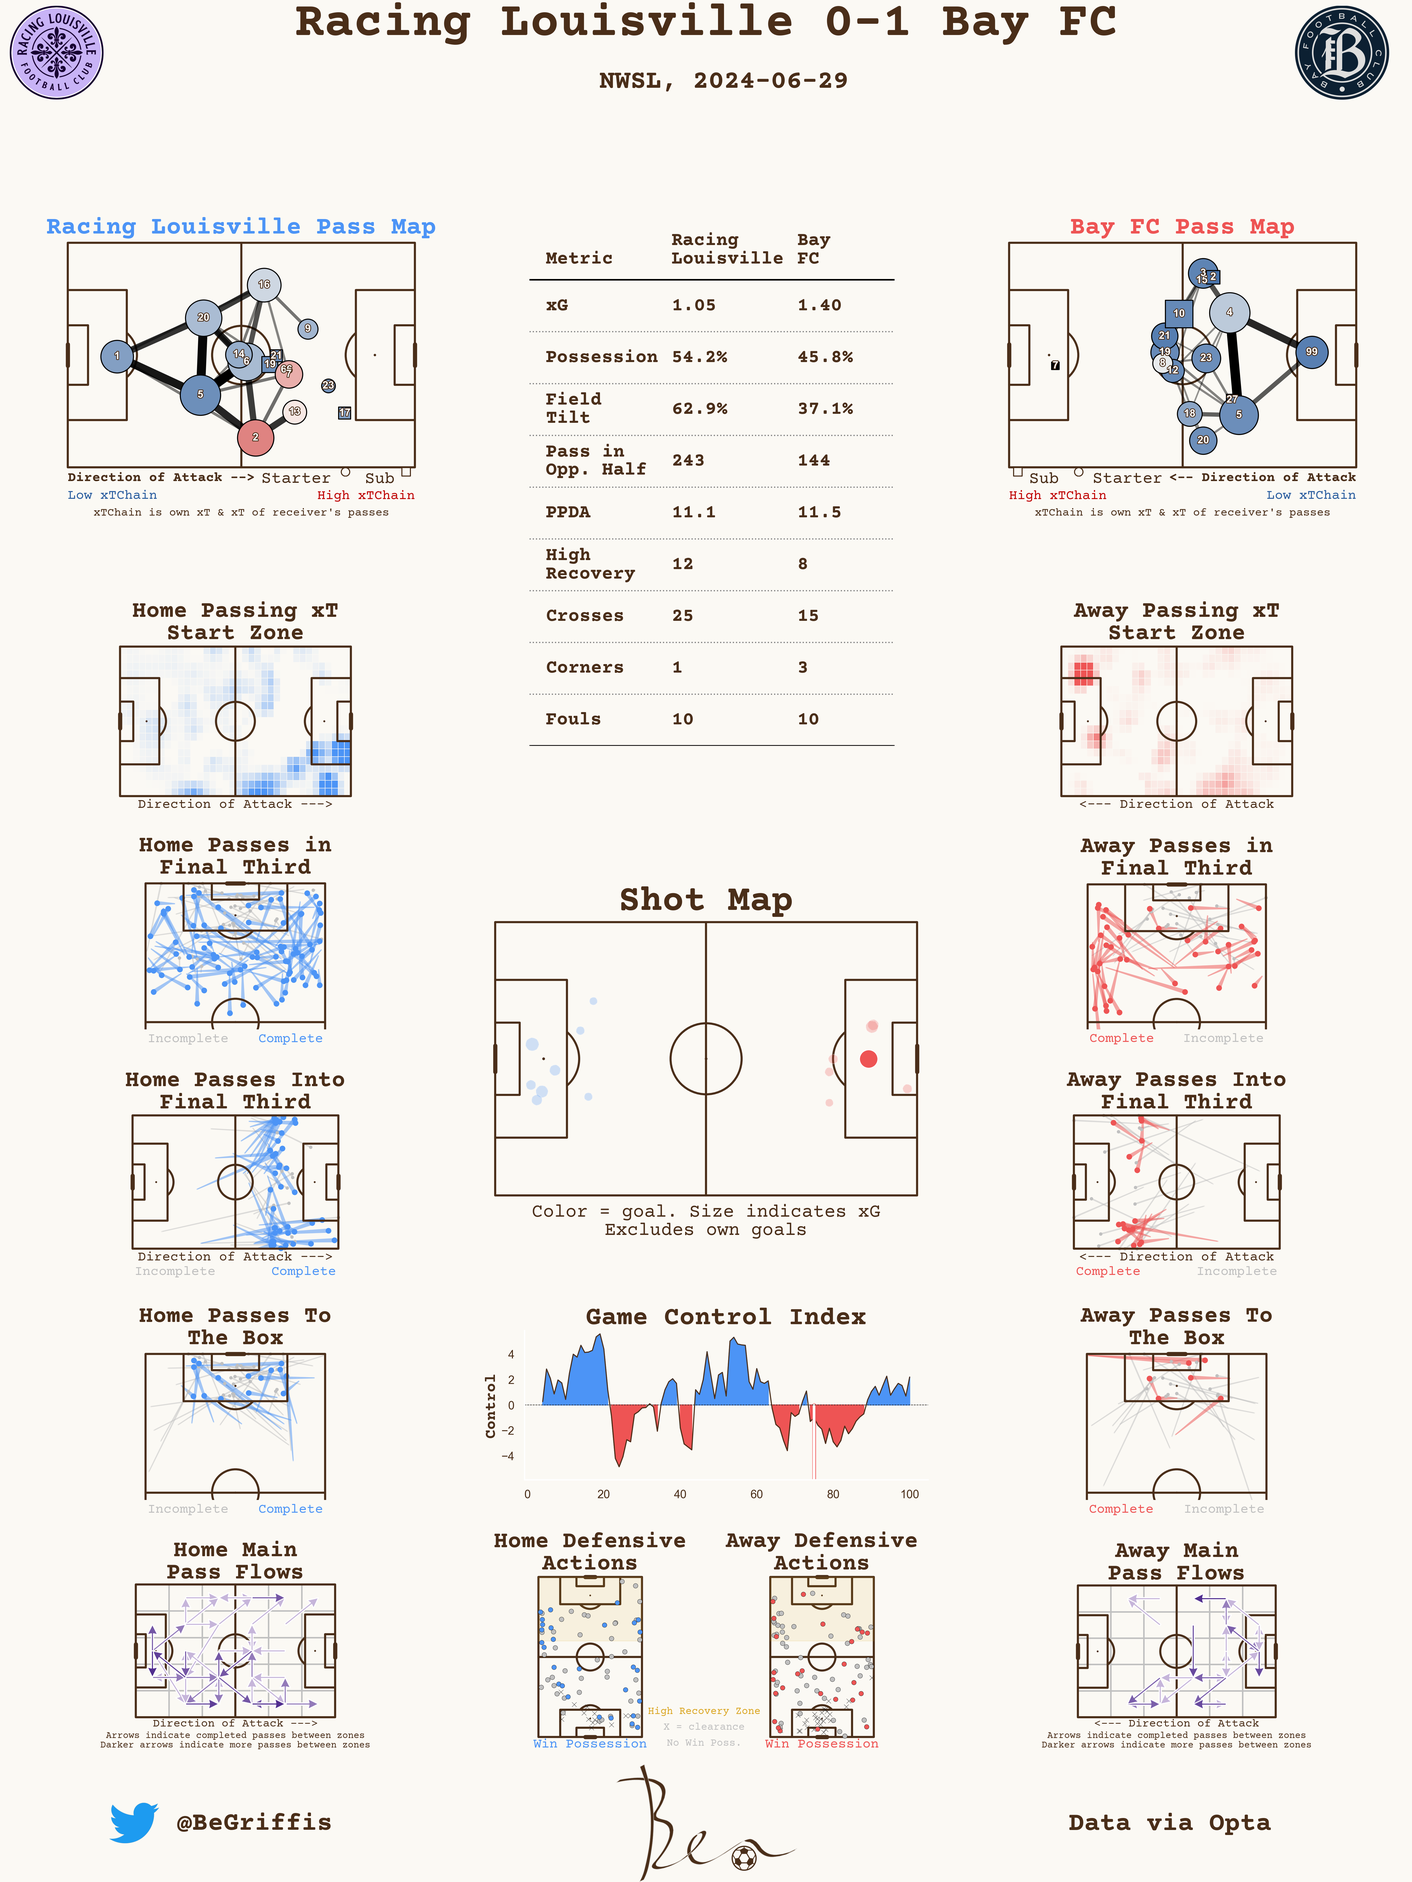 Racing Louisville 0-1 Bay FC
NWSL, 2024-06-29
RACING LOUISVILLE
FOOTBALL CLUB
FOOTBALL CLUB
BAY
B
Racing Louisville Pass Map
16
20
9
1
14
6
21
19
7
23
5
13
17
2
Direction of Attack --> Starter Sub
Low xTChain High xTChain
xTChain is own xT & xT of receiver's passes
Metric Racing Louisville Bay FC
xG 1.05 1.40
Possession 54.2% 45.8%
Field Tilt 62.9% 37.1%
Pass in Opp. Half 243 144
PPDA 11.1 11.5
High Recovery 12 8
Crosses 25 15
Corners 1 3
Fouls 10 10
Bay FC Pass Map
3
15
2
10
4
21
19
99
8
23
7
12
27
18
5
20
Sub Starter <-- Direction of Attack
High xTChain Low xTChain
xTChain is own xT & xT of receiver's passes
Home Passing xT
Start Zone
Direction of Attack --->
Away Passing xT
Start Zone
<--- Direction of Attack
Home Passes in
Final Third
Incomplete Complete
Away Passes in
Final Third
Complete Incomplete
Shot Map
Color = goal. Size indicates xG
Excludes own goals
Home Passes Into
Final Third
Direction of Attack --->
Incomplete Complete
Away Passes Into
Final Third
<--- Direction of Attack
Complete Incomplete
Home Passes To
The Box
Incomplete Complete
Game Control Index
Control
4
2
0
−2
−4
0 20 40 60 80 100
Away Passes To
The Box
Complete Incomplete
Home Main
Pass Flows
Direction of Attack --->
Arrows indicate completed passes between zones
Darker arrows indicate more passes between zones
Home Defensive
Actions
Win Possession
High Recovery Zone
X = clearance
No Win Poss.
Away Defensive
Actions
Win Possession
Away Main
Pass Flows
<--- Direction of Attack
Arrows indicate completed passes between zones
Darker arrows indicate more passes between zones
@BeGriffis
Ben
Data via Opta